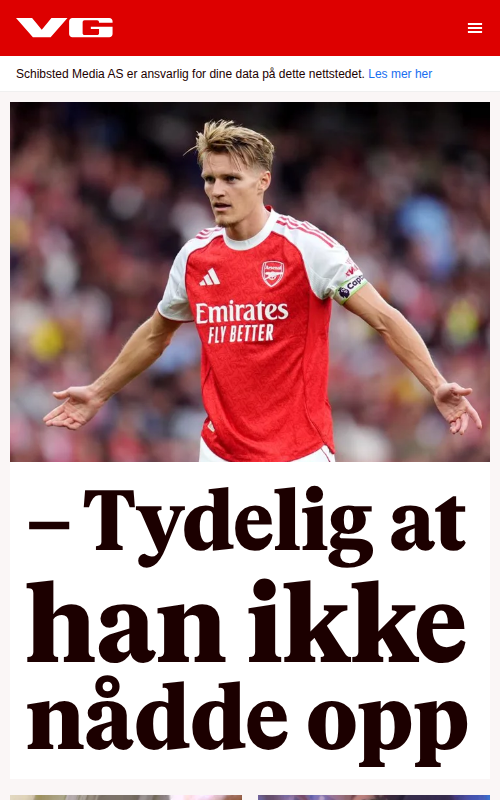 VG
Schibsted Media AS er ansvarlig for dine data på dette nettstedet. Les mer her
Arsenal
Emirates
FLY BETTER
– Tydelig at
han ikke
nådde opp